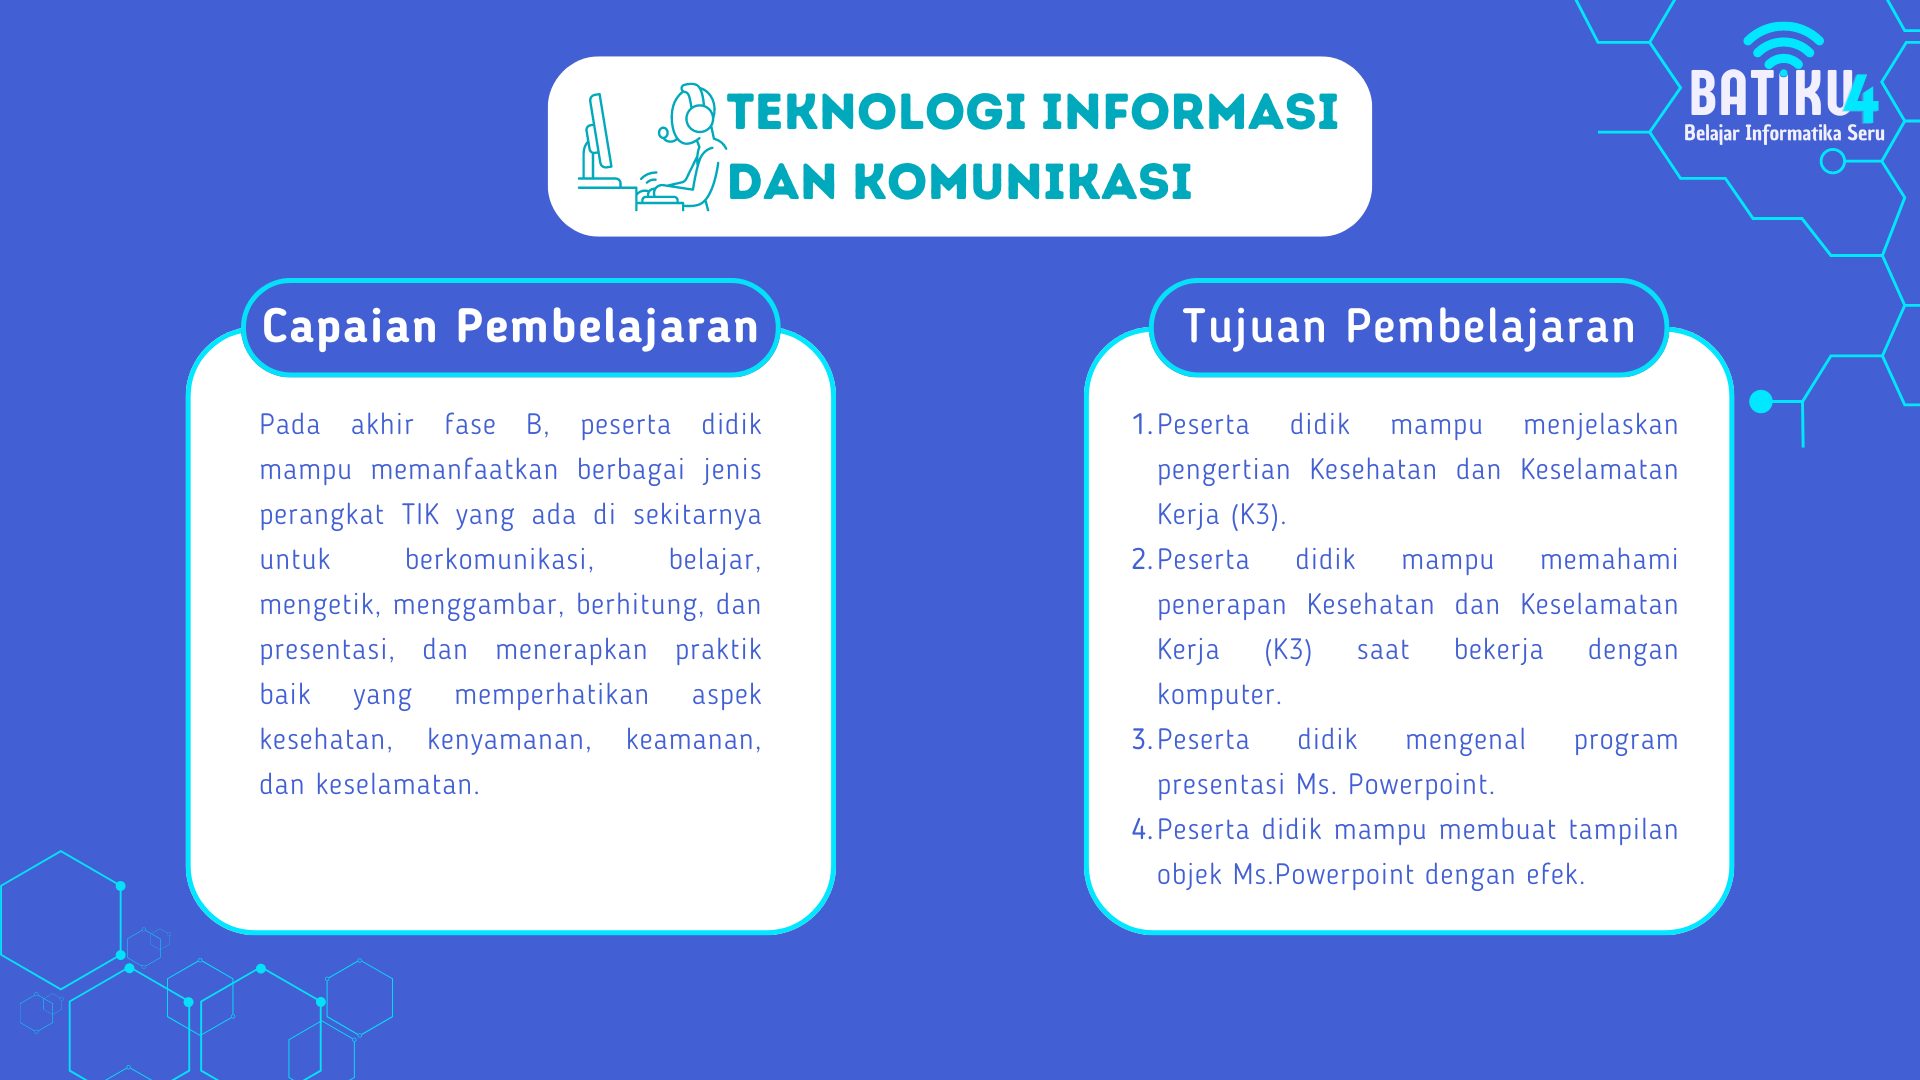 TEKNOLOGI INFORMASI
DAN KOMUNIKASI
BATIKU4
Belajar Informatika Seru
Capaian Pembelajaran
Pada akhir fase B, peserta didik
mampu memanfaatkan berbagai jenis
perangkat TIK yang ada di sekitarnya
untuk berkomunikasi, belajar,
mengetik, menggambar, berhitung, dan
presentasi, dan menerapkan praktik
baik yang memperhatikan aspek
kesehatan, kenyamanan, keamanan,
dan keselamatan.
Tujuan Pembelajaran
1. Peserta didik mampu menjelaskan
pengertian Kesehatan dan Keselamatan
Kerja (K3).
2. Peserta didik mampu memahami
penerapan Kesehatan dan Keselamatan
Kerja (K3) saat bekerja dengan
komputer.
3. Peserta didik mengenal program
presentasi Ms. Powerpoint.
4. Peserta didik mampu membuat tampilan
objek Ms.Powerpoint dengan efek.